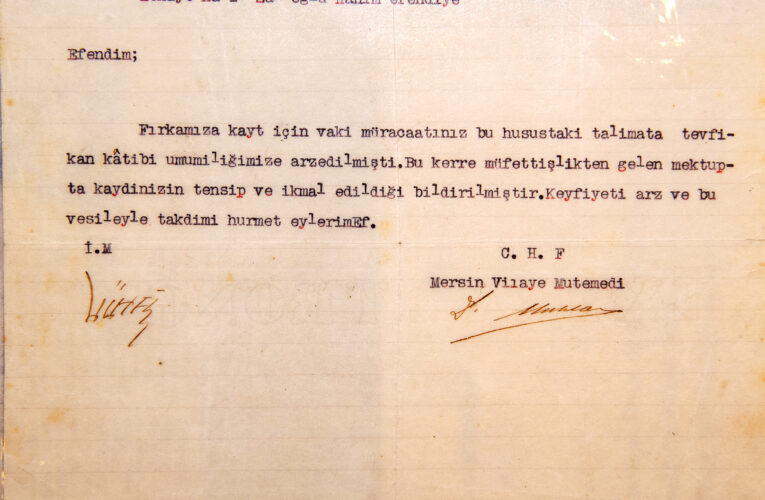 efendiye
Efendim;
Fırkamıza kayt için vaki müracaatınız bu husustaki talimata tevfi-
kan kâtibi umumiliğimize arzedilmişti.Bu kerre müfettişlikten gelen mektup-
ta kaydinizin tensip ve ikmal edildiği bildirilmiştir.Keyfiyeti arz ve bu
vesileyle takdimi hurmet eylerimEf.
İ.M
C. H. F
Mersin Vilaye Mutemedi